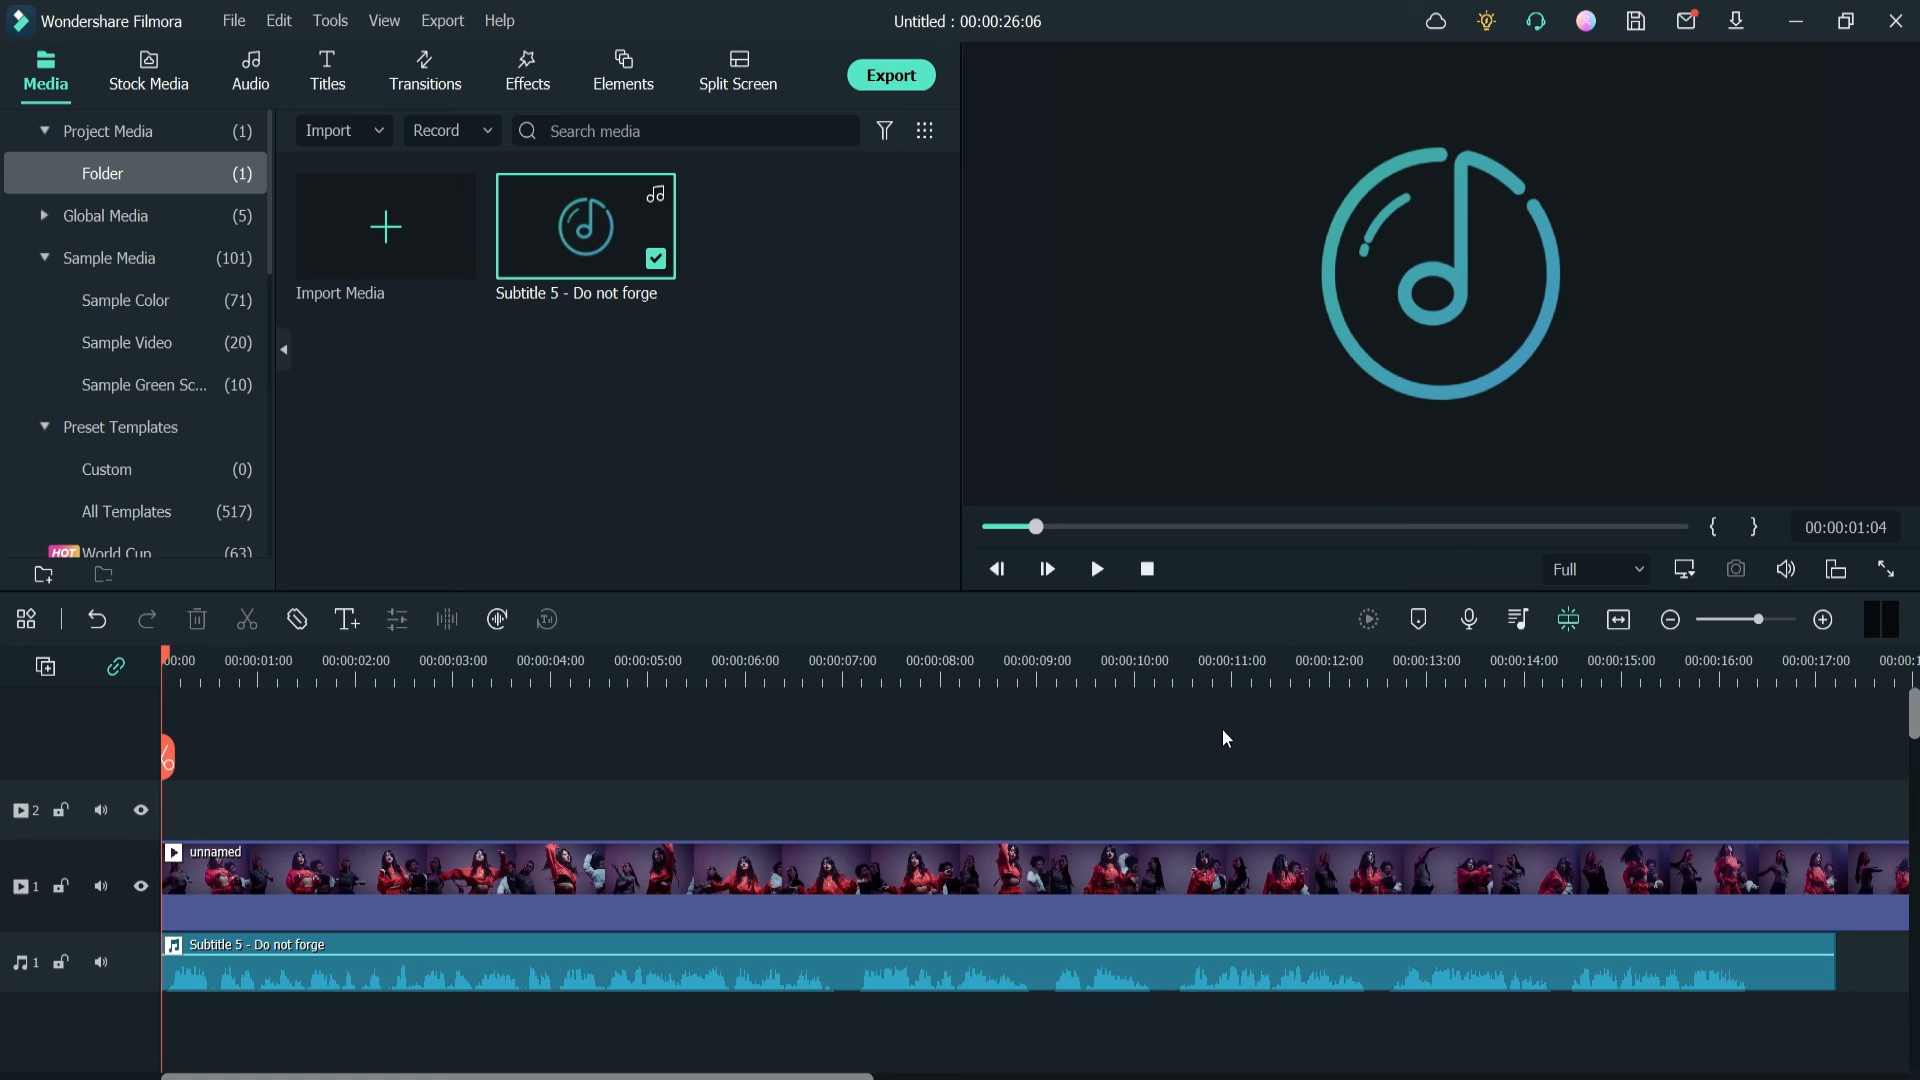 Wondershare Filmora File Edit Tools View Export Help Untitled : 00:00:26:06
Media Stock Media Audio Titles Transitions Effects Elements Split Screen Export
Project Media (1)
Folder (1)
Global Media (5)
Sample Media (101)
Sample Color (71)
Sample Video (20)
Sample Green Sc... (10)
Preset Templates
Custom (0)
All Templates (517)
HOT World Cup (63)
Import Record Search media
Import Media
Subtitle 5 - Do not forge
{ } 00:00:01:04
Full
00:00 00:00:01:00 00:00:02:00 00:00:03:00 00:00:04:00 00:00:05:00 00:00:06:00 00:00:07:00 00:00:08:00 00:00:09:00 00:00:10:00 00:00:11:00 00:00:12:00 00:00:13:00 00:00:14:00 00:00:15:00 00:00:16:00 00:00:17:00 00:00:1
2
unnamed
1
Subtitle 5 - Do not forge
1